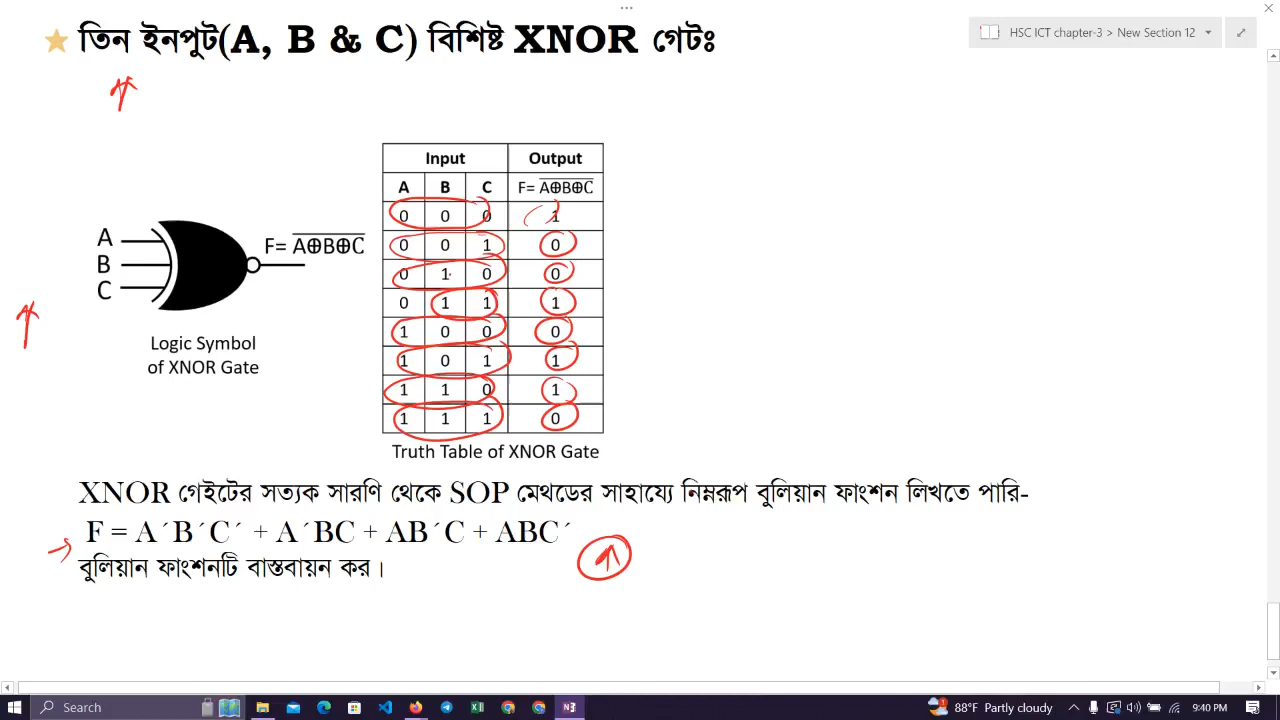 তিন ইনপুট(A, B & C) বিশিষ্ট XNOR গেটঃ
HSC ICT chapter-3 > New Section 12
A
B
C
F= A⊕B⊕C
Logic Symbol
of XNOR Gate
Input Output
A B C F= A⊕B⊕C
0 0 0 1
0 0 1 0
0 1 0 0
0 1 1 1
1 0 0 0
1 0 1 1
1 1 0 1
1 1 1 0
Truth Table of XNOR Gate
XNOR গেইটের সত্যক সারণি থেকে SOP মেথডের সাহায্যে নিম্নরূপ বুলিয়ান ফাংশন লিখতে পারি-
F = A´B´C´ + A´BC + AB´C + ABC´
বুলিয়ান ফাংশনটি বাস্তবায়ন কর।
Search
88°F Partly cloudy
9:40 PM